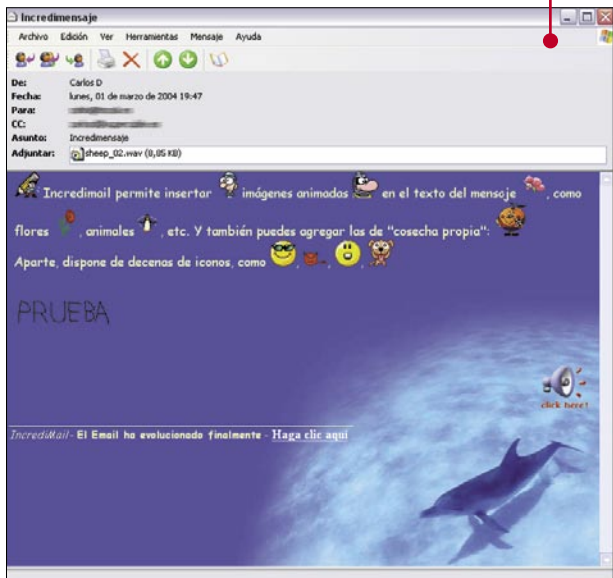 Incredimensaje
Archivo Edición Ver Herramientas Mensaje Ayuda
De: Carlos D
Fecha: lunes, 01 de marzo de 2004 19:47
Para:
CC:
Asunto: Incredmensaje
Adjuntar: sheep_02.wav (8,05 KB)
Incredimail permite insertar imágenes animadas en el texto del mensaje , como
flores , animales , etc. Y también puedes agregar las de "cosecha propia":
Aparte, dispone de decenas de iconos, como , , ,
PRUEBA
click here!
IncrediMail - El Email ha evolucionado finalmente - Haga clic aquí